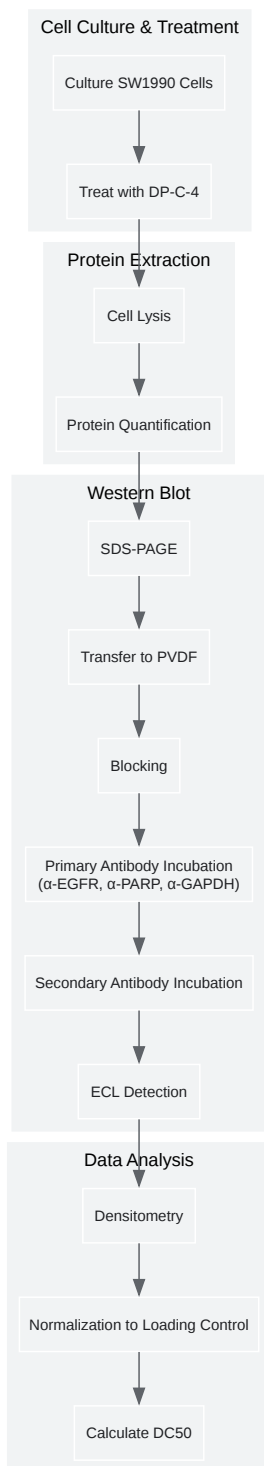 Cell Culture & Treatment
Culture SW1990 Cells
Treat with DP-C-4
Protein Extraction
Cell Lysis
Protein Quantification
Western Blot
SDS-PAGE
Transfer to PVDF
Blocking
Primary Antibody Incubation
(α-EGFR, α-PARP, α-GAPDH)
Secondary Antibody Incubation
ECL Detection
Data Analysis
Densitometry
Normalization to Loading Control
Calculate DC50